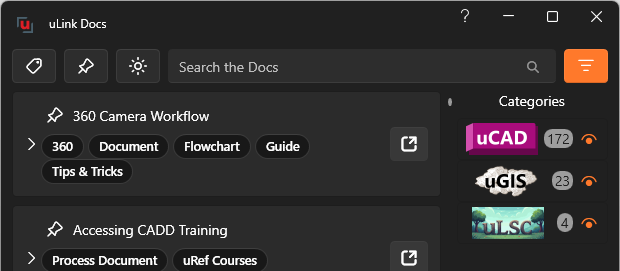 uLink Docs
?
Search the Docs
360 Camera Workflow
360 Document Flowchart Guide
Tips & Tricks
Accessing CADD Training
Process Document uRef Courses
Categories
uCAD 172
uGIS 23
uLSC 4